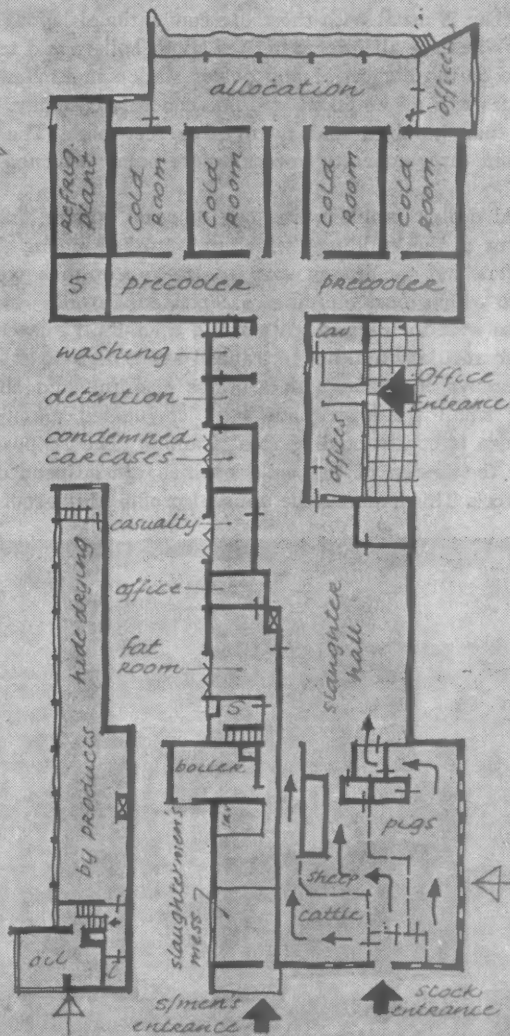 allocation
offices
refrig. plant
COLD ROOM
COLD ROOM
COLD ROOM
COLD ROOM
S
precooler
precooler
washing
lav
detention
Office
Entrance
condemned
carcases
offices
casualty
hide drying
office
slaughter
hall
fat
room
S
boiler
by products
lav
pigs
sheep
cattle
slaughtermen's
mess
oil
s/men's
entrance
stock
entrance